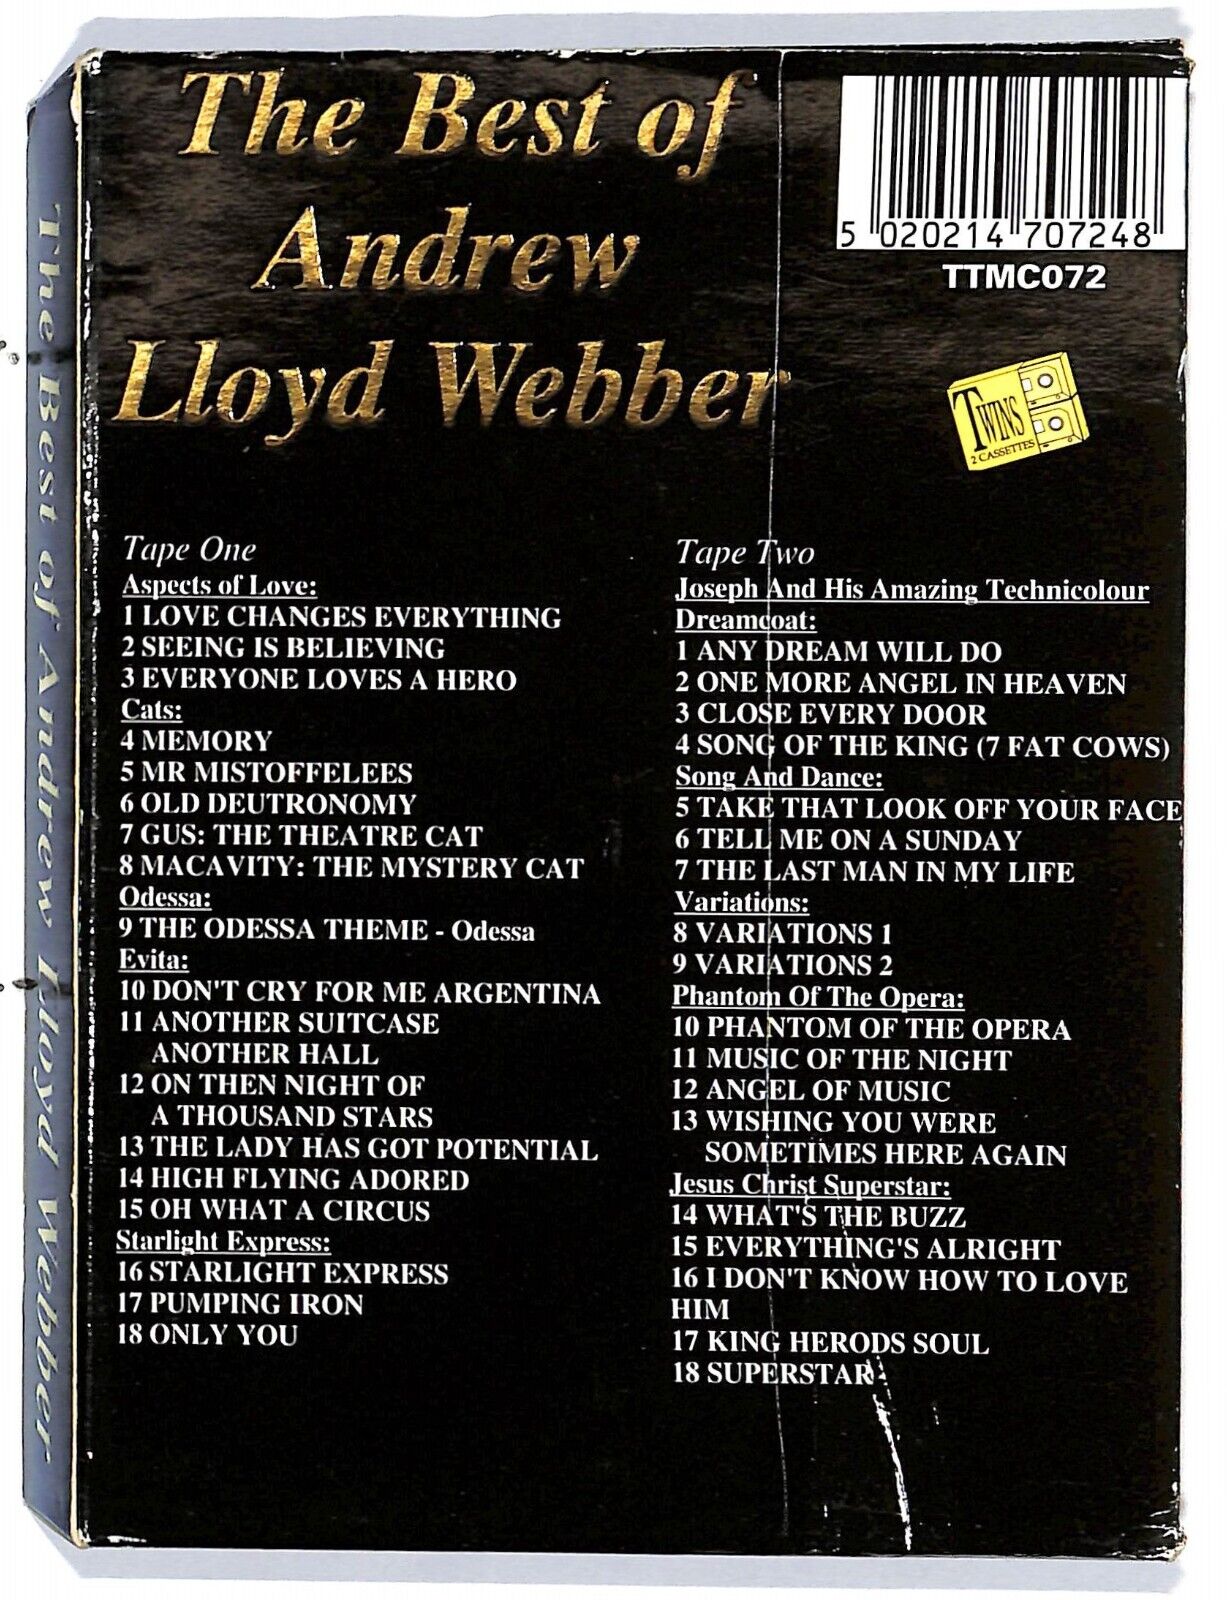 The Best of
Andrew
Lloyd Webber
5 020214 707248
TTMC072
TWINS
2 CASSETTES
The Best of Andrew Lloyd Webber
Tape One
Aspects of Love:
1 LOVE CHANGES EVERYTHING
2 SEEING IS BELIEVING
3 EVERYONE LOVES A HERO
Cats:
4 MEMORY
5 MR MISTOFFELEES
6 OLD DEUTRONOMY
7 GUS: THE THEATRE CAT
8 MACAVITY: THE MYSTERY CAT
Odessa:
9 THE ODESSA THEME - Odessa
Evita:
10 DON'T CRY FOR ME ARGENTINA
11 ANOTHER SUITCASE
ANOTHER HALL
12 ON THEN NIGHT OF
A THOUSAND STARS
13 THE LADY HAS GOT POTENTIAL
14 HIGH FLYING ADORED
15 OH WHAT A CIRCUS
Starlight Express:
16 STARLIGHT EXPRESS
17 PUMPING IRON
18 ONLY YOU
Tape Two
Joseph And His Amazing Technicolour
Dreamcoat:
1 ANY DREAM WILL DO
2 ONE MORE ANGEL IN HEAVEN
3 CLOSE EVERY DOOR
4 SONG OF THE KING (7 FAT COWS)
Song And Dance:
5 TAKE THAT LOOK OFF YOUR FACE
6 TELL ME ON A SUNDAY
7 THE LAST MAN IN MY LIFE
Variations:
8 VARIATIONS 1
9 VARIATIONS 2
Phantom Of The Opera:
10 PHANTOM OF THE OPERA
11 MUSIC OF THE NIGHT
12 ANGEL OF MUSIC
13 WISHING YOU WERE
SOMETIMES HERE AGAIN
Jesus Christ Superstar:
14 WHAT'S THE BUZZ
15 EVERYTHING'S ALRIGHT
16 I DON'T KNOW HOW TO LOVE
HIM
17 KING HERODS SOUL
18 SUPERSTAR